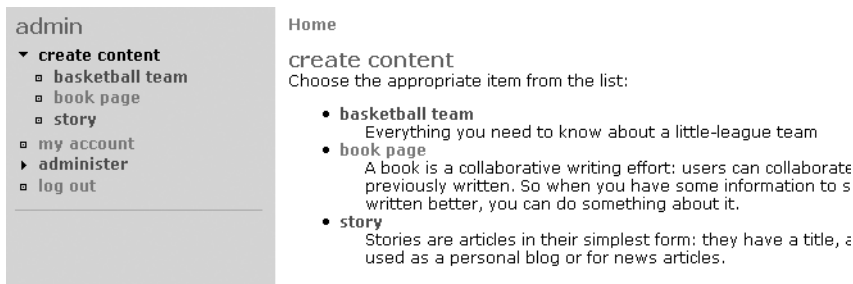 admin
create content
basketball team
book page
story
my account
administer
log out
Home
create content
Choose the appropriate item from the list:
basketball team
Everything you need to know about a little-league team
book page
A book is a collaborative writing effort: users can collaborate
previously written. So when you have some information to s
written better, you can do something about it.
story
Stories are articles in their simplest form: they have a title, a
used as a personal blog or for news articles.